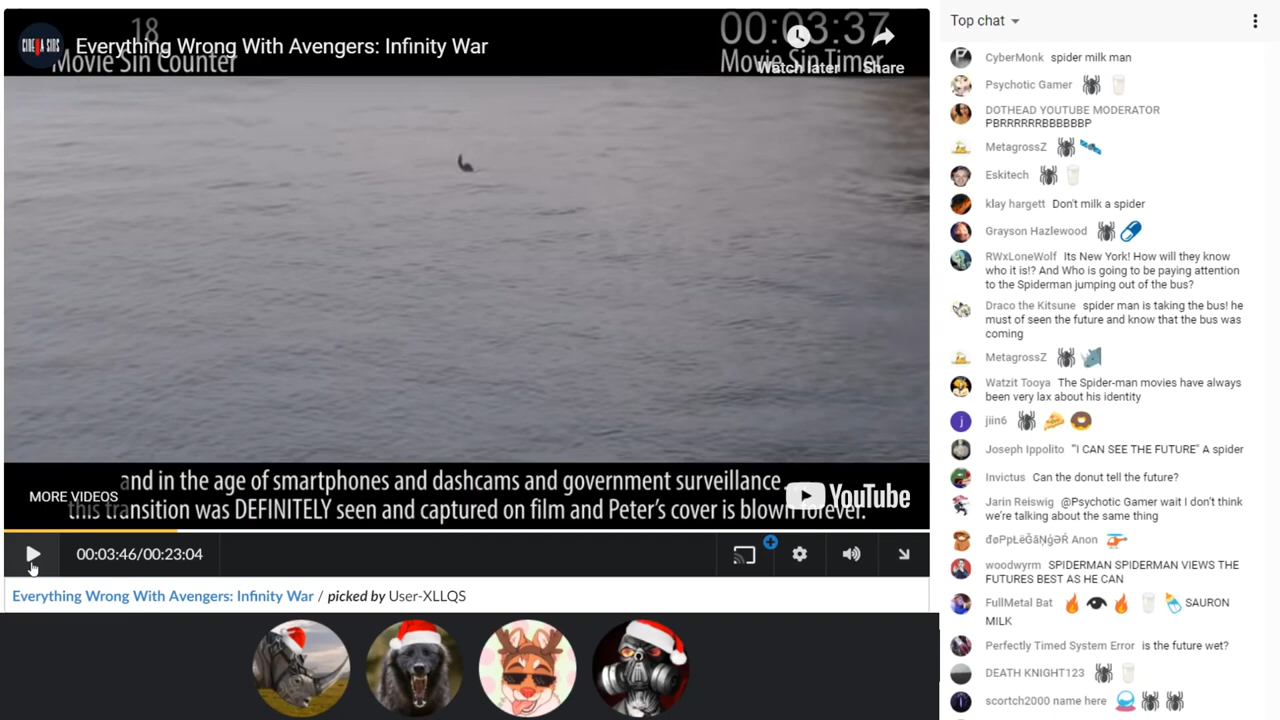 18
Movie Sin Counter
CINEMA SINS
Everything Wrong With Avengers: Infinity War
00:03:37
Movie Sin Timer
Watch later
Share
and in the age of smartphones and dashcams and government surveillance,
this transition was DEFINITELY seen and captured on film and Peter's cover is blown forever.
MORE VIDEOS
YouTube
00:03:46/00:23:04
Everything Wrong With Avengers: Infinity War / picked by User-XLLQS
Top chat
CyberMonk spider milk man
Psychotic Gamer 🕷 🥛
DOTHEAD YOUTUBE MODERATOR
PBRRRRRRBBBBBBP
MetagrossZ 🕷 🛰
Eskitech 🕷 🥛
klay hargett Don't milk a spider
Grayson Hazlewood 🕷 💊
RWxLoneWolf Its New York! How will they know
who it is!? And Who is going to be paying attention
to the Spiderman jumping out of the bus?
Draco the Kitsune spider man is taking the bus! he
must of seen the future and know that the bus was
coming
MetagrossZ 🕷 🦏
Watzit Tooya The Spider-man movies have always
been very lax about his identity
j
jiin6 🕷 🍕 🍩
Joseph Ippolito "I CAN SEE THE FUTURE" A spider
Invictus Can the donut tell the future?
Jarin Reiswig @Psychotic Gamer wait I don't think
we're talking about the same thing
Anon 🚁
woodwyrm SPIDERMAN SPIDERMAN VIEWS THE
FUTURES BEST AS HE CAN
FullMetal Bat 🔥 👁 🔥 🥛 🍼 SAURON
MILK
Perfectly Timed System Error is the future wet?
DEATH KNIGHT123 🕷 🥛
scortch2000 name here 🔮 🕷 🕷